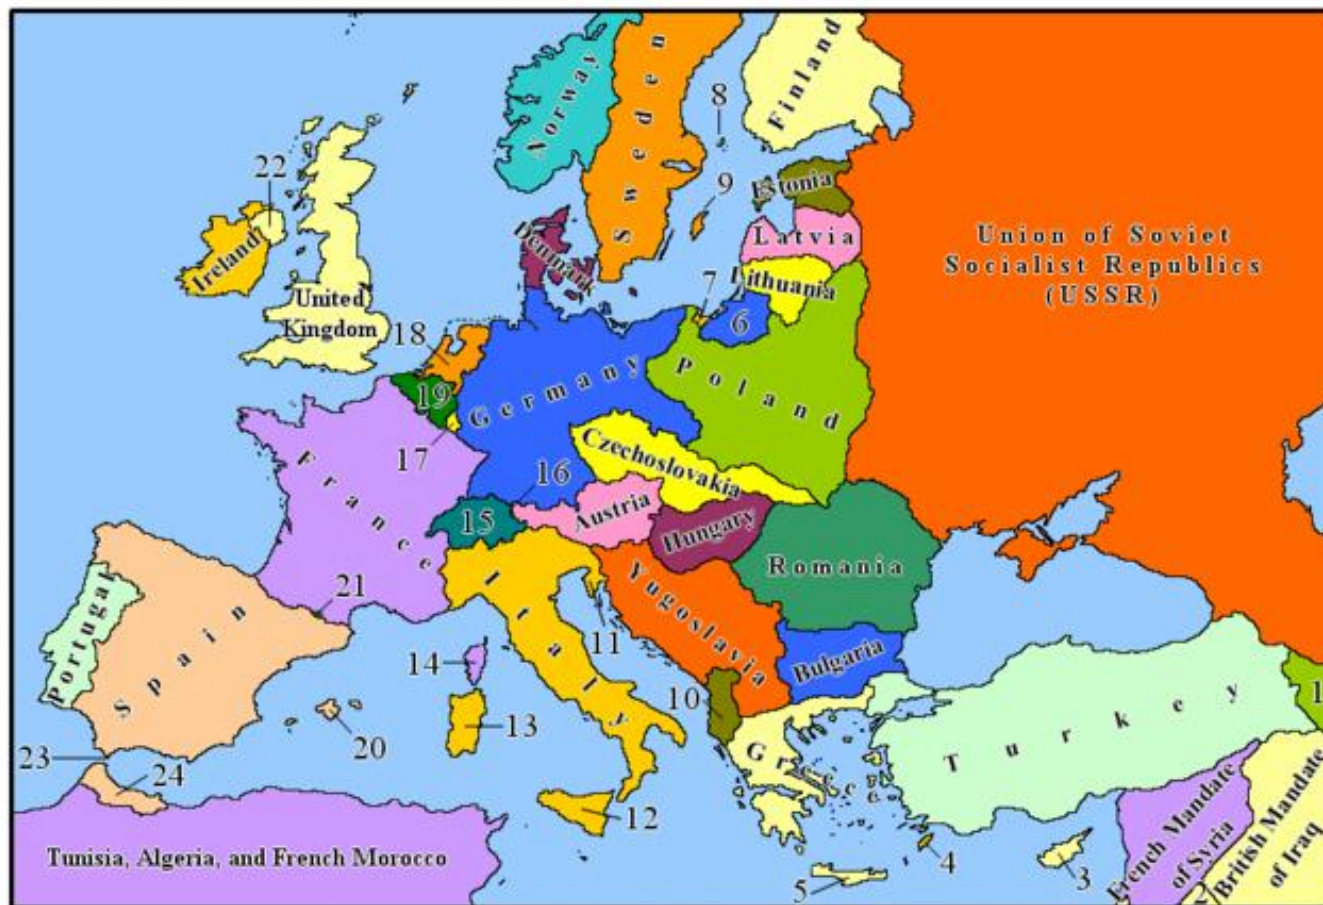 Norway
Sweden
Finland
8
22
9
Estonia
Latvia
Union of Soviet
Socialist Republics
(USSR)
Ireland
Denmark
Lithuania
7
United
Kingdom
6
18
Germany
Poland
19
17
Czechoslovakia
France
16
15
Austria
Hungary
Romania
Italy
Yugoslavia
Portugal
Spain
21
11
Bulgaria
14
10
13
1
23
20
24
Greece
Turkey
12
Tunisia, Algeria, and French Morocco
5
4
3
French Mandate
of Syria
2
British Mandate
of Iraq